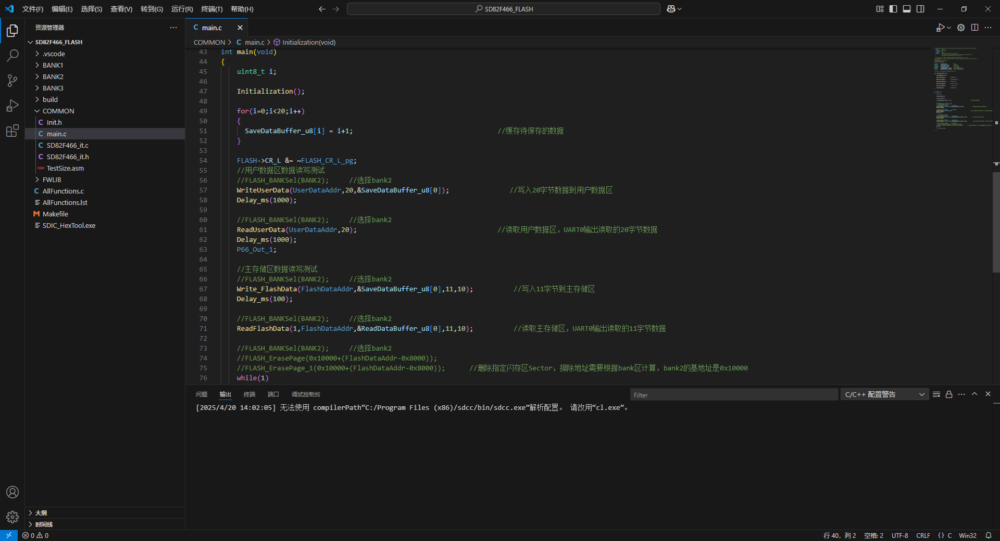 文件(F) 编辑(E) 选择(S) 查看(V) 转到(G) 运行(R) 终端(T) 帮助(H)
SD82F466_FLASH
资源管理器
SD82F466_FLASH
.vscode
BANK1
BANK2
BANK3
build
COMMON
C Init.h
C main.c
C SD82F466_it.c
C SD82F466_it.h
ASM TestSize.asm
FWLIB
C AllFunctions.c
AllFunctions.lst
M Makefile
SDIC_HexTool.exe
大纲
时间线
C main.c
COMMON > C main.c > Initialization(void)
43 int main(void)
44 {
45 uint8_t i;
46
47 Initialization();
48
49 for(i=0;i<20;i++)
50 {
51 SaveDataBuffer_u8[i] = i+1; //缓存待保存的数据
52 }
53
54 FLASH->CR_L &= ~FLASH_CR_L_pg;
55 //用户数据区数据读写测试
56 //FLASH_BANKSel(BANK2); //选择bank2
57 WriteUserData(UserDataAddr,20,&SaveDataBuffer_u8[0]); //写入20字节数据到用户数据区
58 Delay_ms(1000);
59
60 //FLASH_BANKSel(BANK2); //选择bank2
61 ReadUserData(UserDataAddr,20); //读取用户数据区，UART0输出读取的20字节数据
62 Delay_ms(1000);
63 P66_Out_1;
64
65 //主存储区数据读写测试
66 //FLASH_BANKSel(BANK2); //选择bank2
67 Write_FlashData(FlashDataAddr,&SaveDataBuffer_u8[0],11,10); //写入11字节到主存储区
68 Delay_ms(100);
69
70 //FLASH_BANKSel(BANK2); //选择bank2
71 ReadFlashData(1,FlashDataAddr,&ReadDataBuffer_u8[0],11,10); //读取主存储区，UART0输出读取的11字节数据
72
73 //FLASH_BANKSel(BANK2); //选择bank2
74 //FLASH_ErasePage(0x10000+(FlashDataAddr-0x8000));
75 //FLASH_ErasePage_1(0x10000+(FlashDataAddr-0x8000)); //删除指定闪存区Sector，擦除地址需要根据bank区计算，bank2的基地址是0x10000
76 while(1)
问题 输出 终端 端口 调试控制台
Filter
C/C++ 配置警告
[2025/4/20 14:02:05] 无法使用 compilerPath“C:/Program Files (x86)/sdcc/bin/sdcc.exe”解析配置。 请改用“cl.exe”。
0 0
行 40，列 2 空格: 2 UTF-8 CRLF {} C Win32